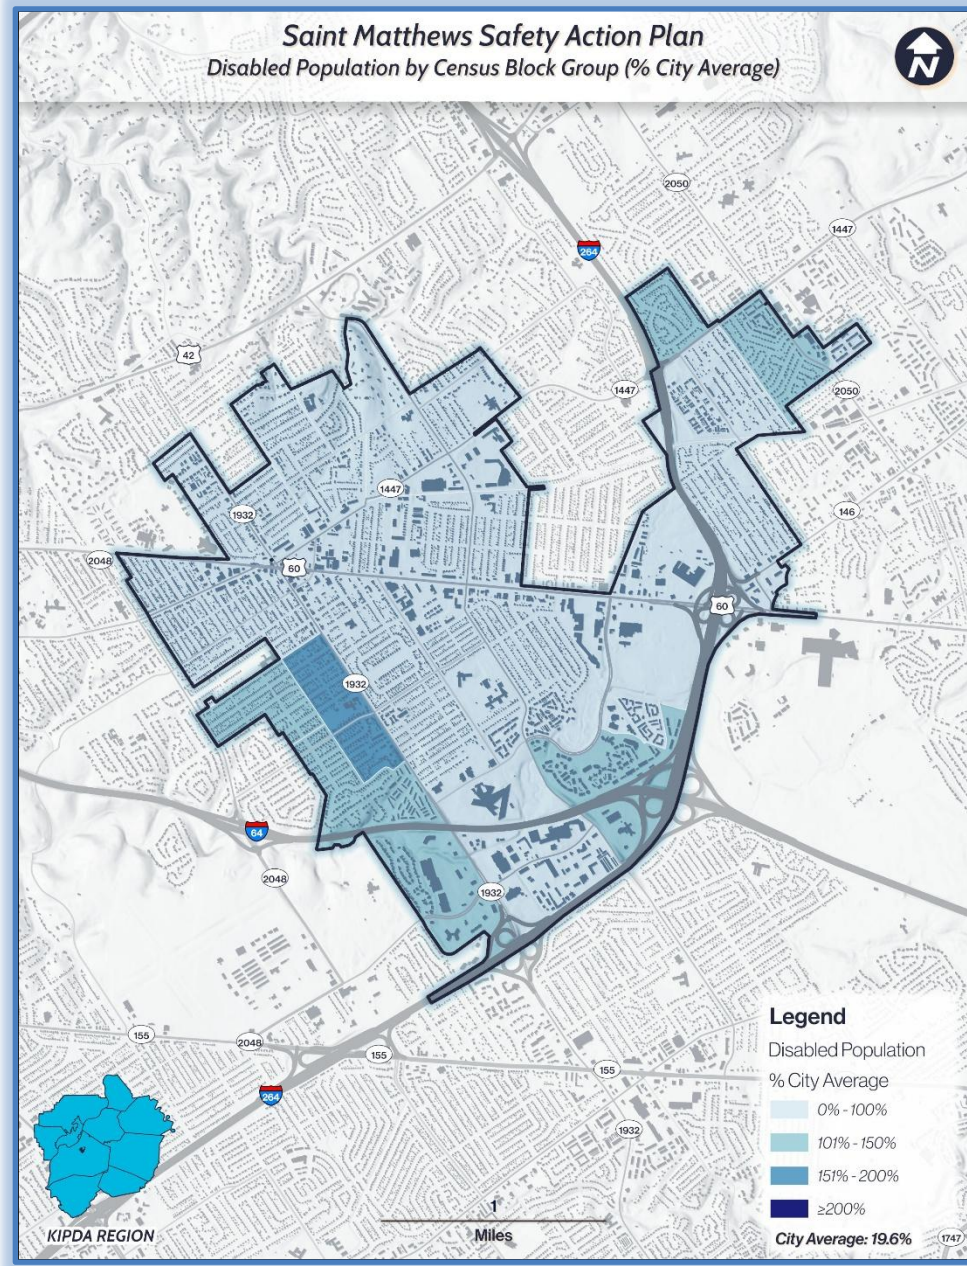 Saint Matthews Safety Action Plan
Disabled Population by Census Block Group (% City Average)
N
2050
1447
264
42
1447
2050
1447
1932
146
2048
60
60
1932
64
2048
1932
155
2048
155
155
264
1932
1747
KIPDA REGION
1
Miles
Legend
Disabled Population
% City Average
0% - 100%
101% - 150%
151% - 200%
≥200%
City Average: 19.6%